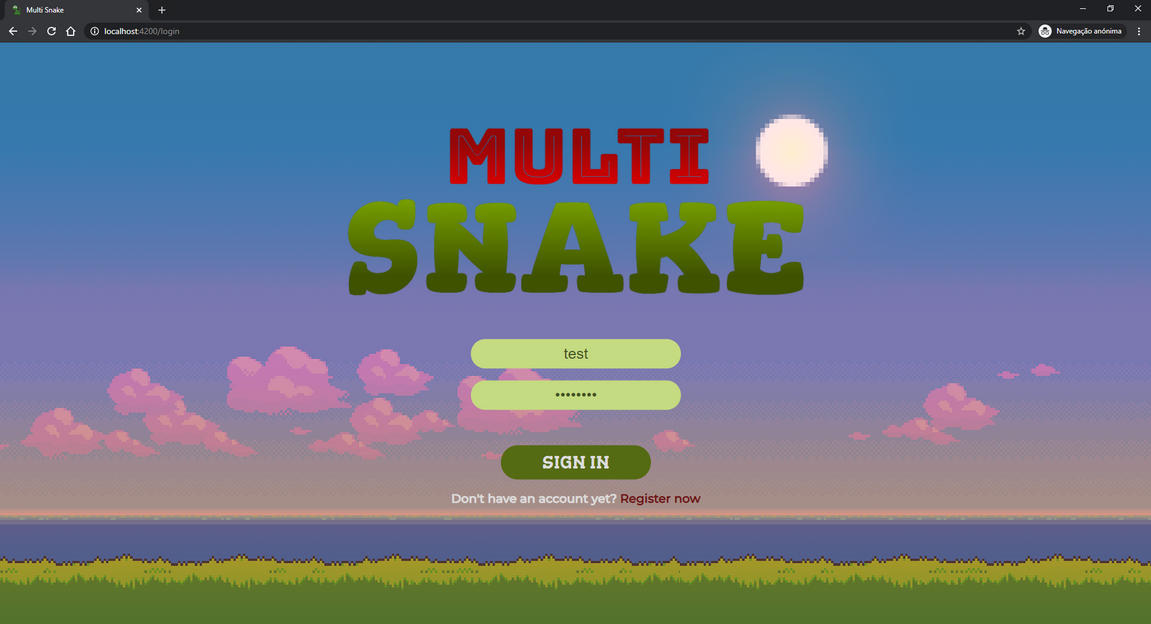 Multi Snake
localhost:4200/login
Navegação anónima
MULTI
SNAKE
test
••••••••
SIGN IN
Don't have an account yet? Register now